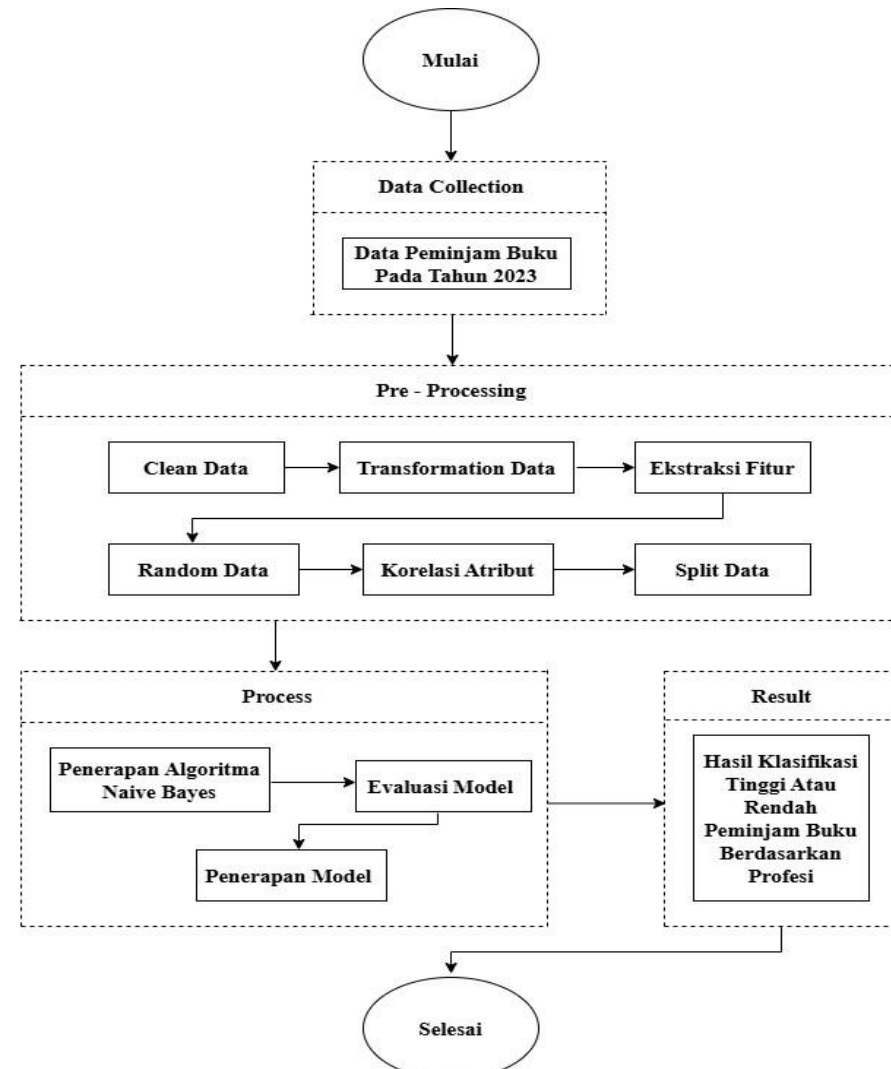 Mulai
Data Collection
Data Peminjam Buku
Pada Tahun 2023
Pre - Processing
Clean Data
Transformation Data
Ekstraksi Fitur
Random Data
Korelasi Atribut
Split Data
Process
Penerapan Algoritma
Naive Bayes
Evaluasi Model
Penerapan Model
Result
Hasil Klasifikasi
Tinggi Atau
Rendah
Peminjam Buku
Berdasarkan
Profesi
Selesai